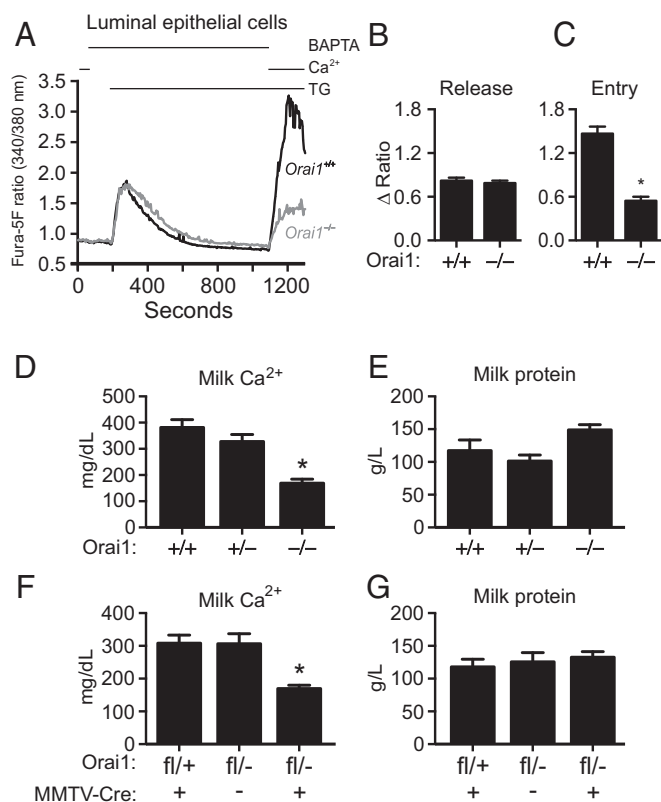 A
Luminal epithelial cells
BAPTA
Ca²⁺
TG
Fura-5F ratio (340/380 nm)
3.5
3.0
2.5
2.0
1.5
1.0
0.5
Orai1⁺/⁺
Orai1⁻/⁻
0 400 800 1200
Seconds
B
Release
Δ Ratio
1.8
1.2
0.6
0.0
Orai1: +/+ −/−
C
Entry
1.8
1.2
0.6
0.0
*
+/+ −/−
D
Milk Ca²⁺
mg/dL
500
400
300
200
100
0
*
Orai1: +/+ +/− −/−
E
Milk protein
g/L
200
150
100
50
0
+/+ +/− −/−
F
Milk Ca²⁺
mg/dL
400
300
200
100
0
*
Orai1: fl/+ fl/- fl/-
MMTV-Cre: + - +
G
Milk protein
g/L
200
150
100
50
0
fl/+ fl/- fl/-
+ - +